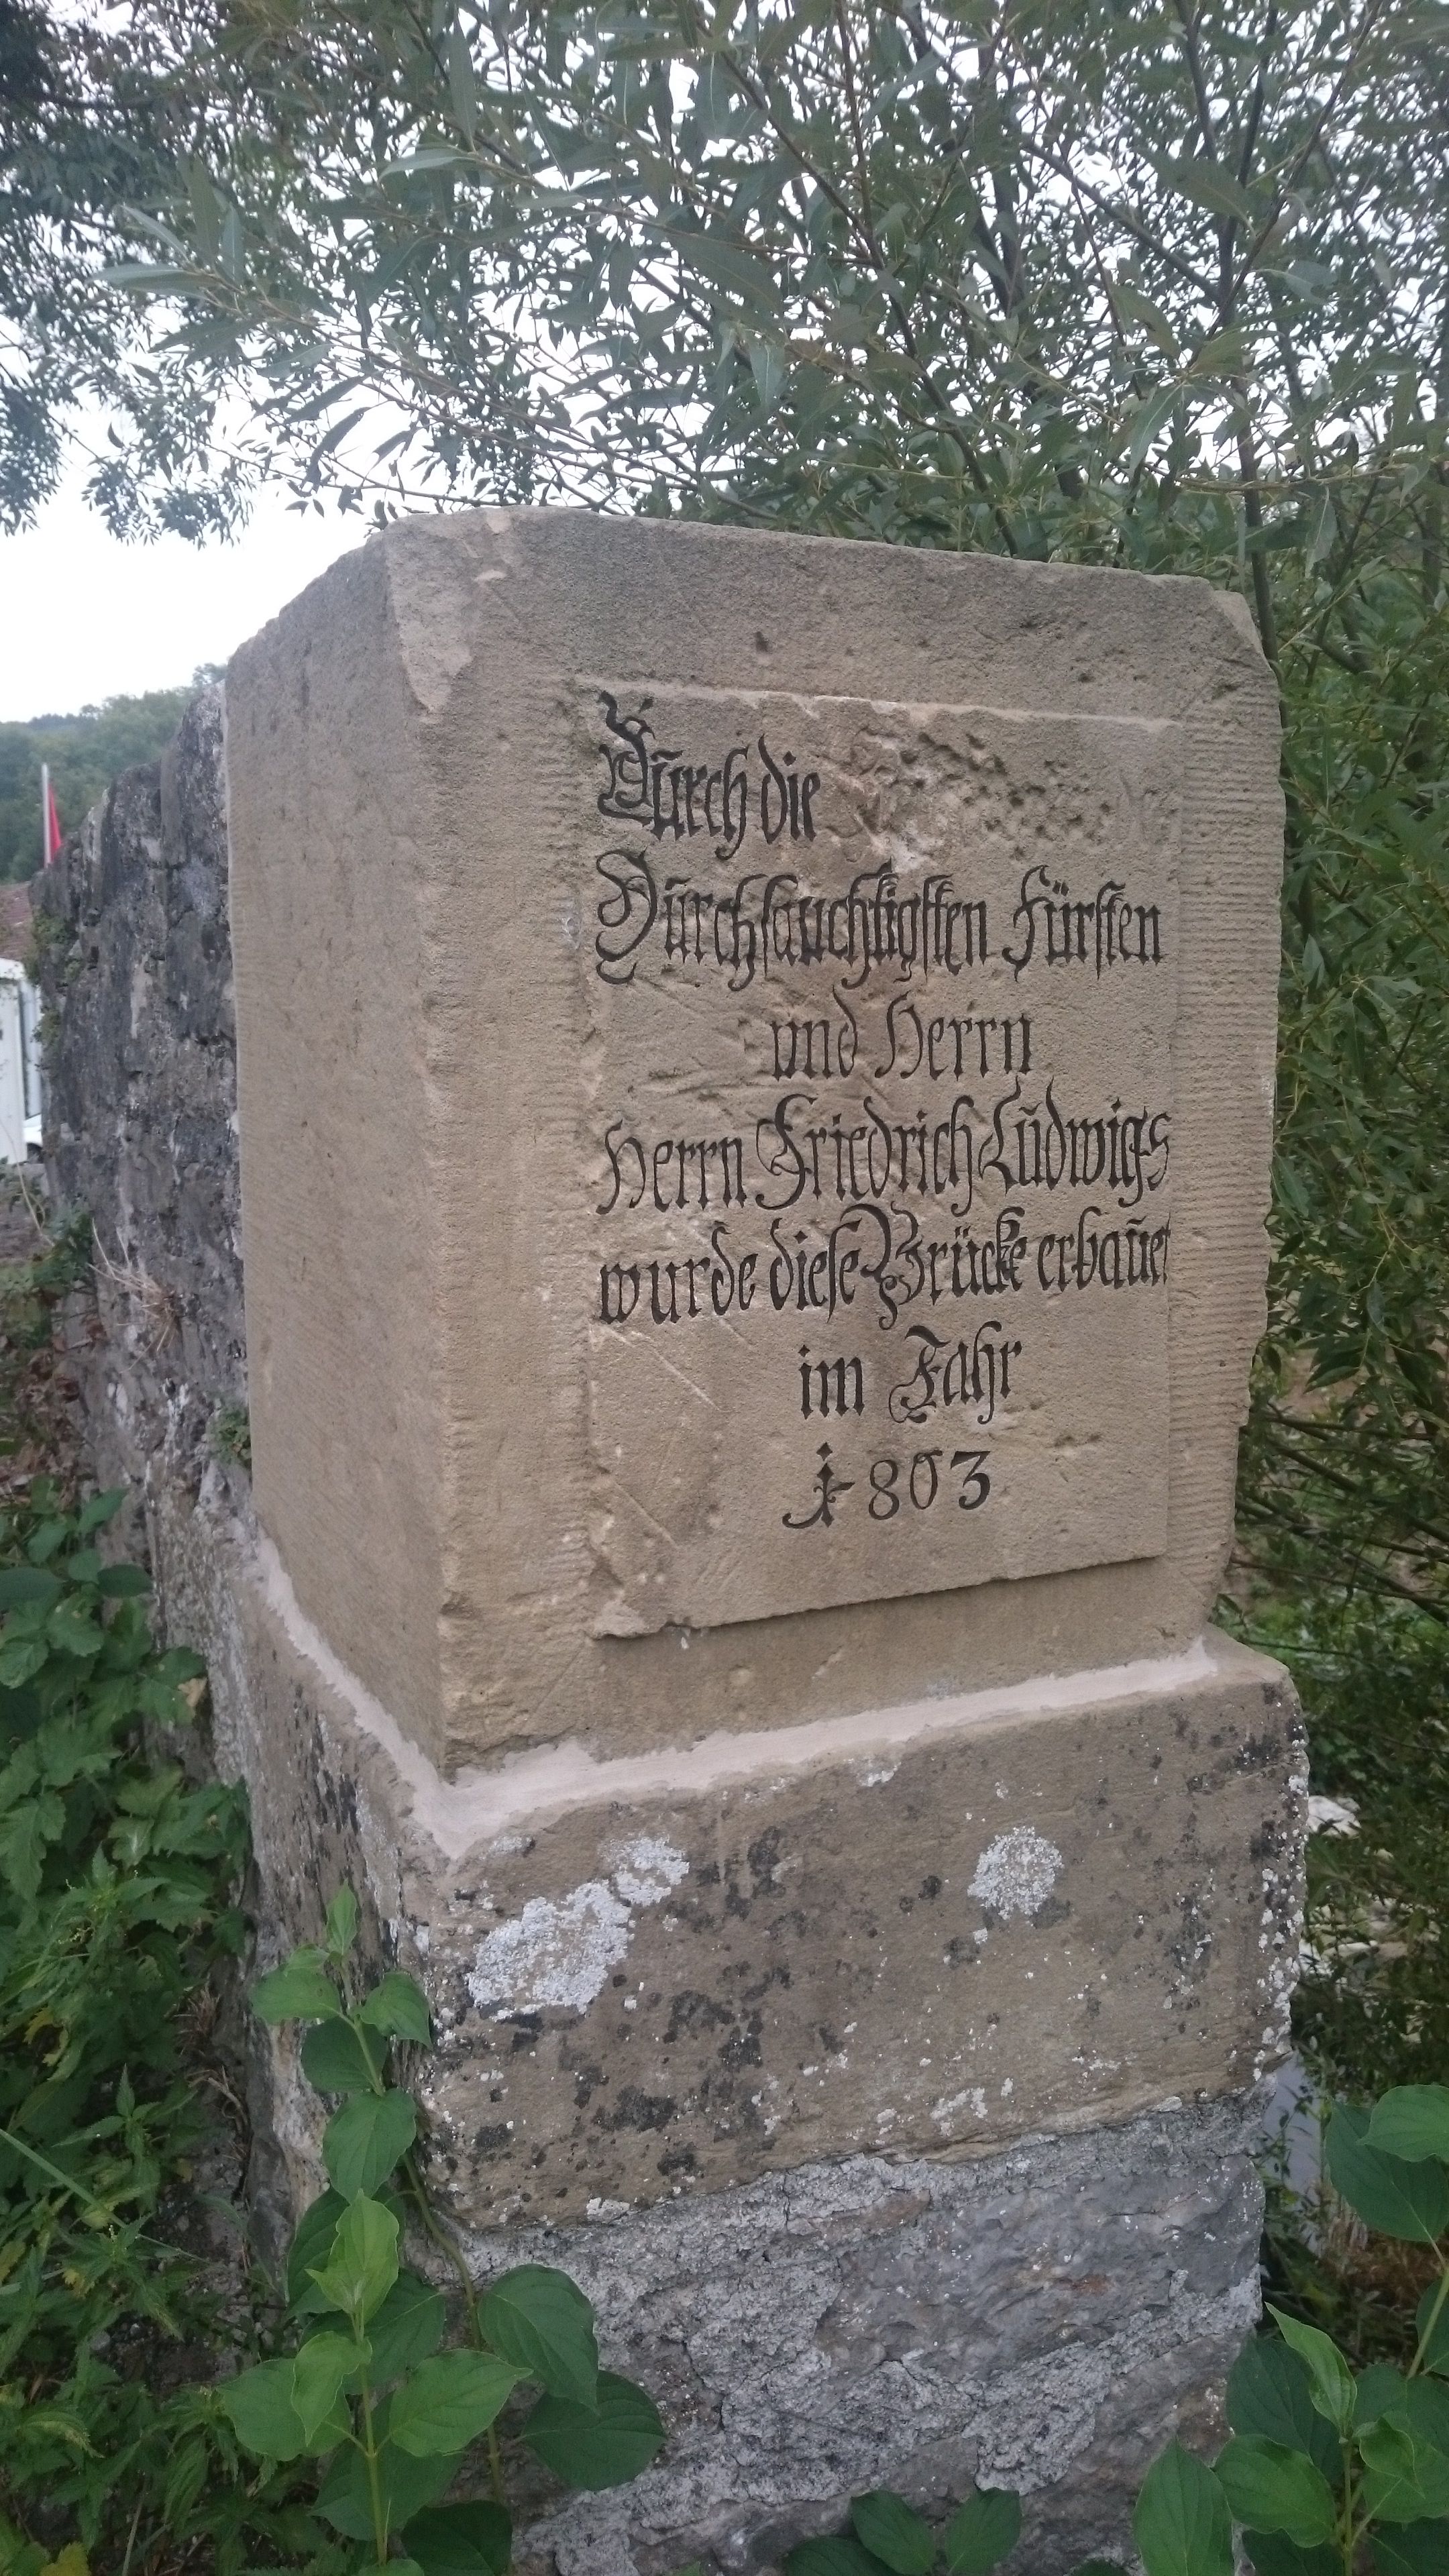 Durch die
Durchlauchtigsten Fürsten
und Herrn
Herrn Friedrich Ludwigs
wurde diese Brücke erbauet
im Jahr
1803